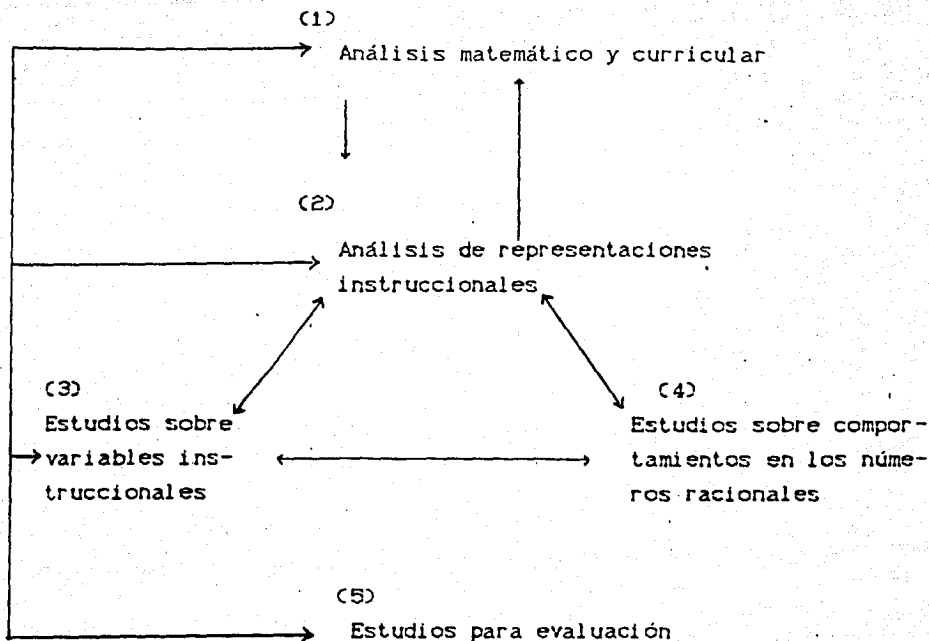 (1)
Análisis matemático y curricular
(2)
Análisis de representaciones
instruccionales
(3)
Estudios sobre
variables ins-
truccionales
(4)
Estudios sobre compor-
tamientos en los núme-
ros racionales
(5)
Estudios para evaluación